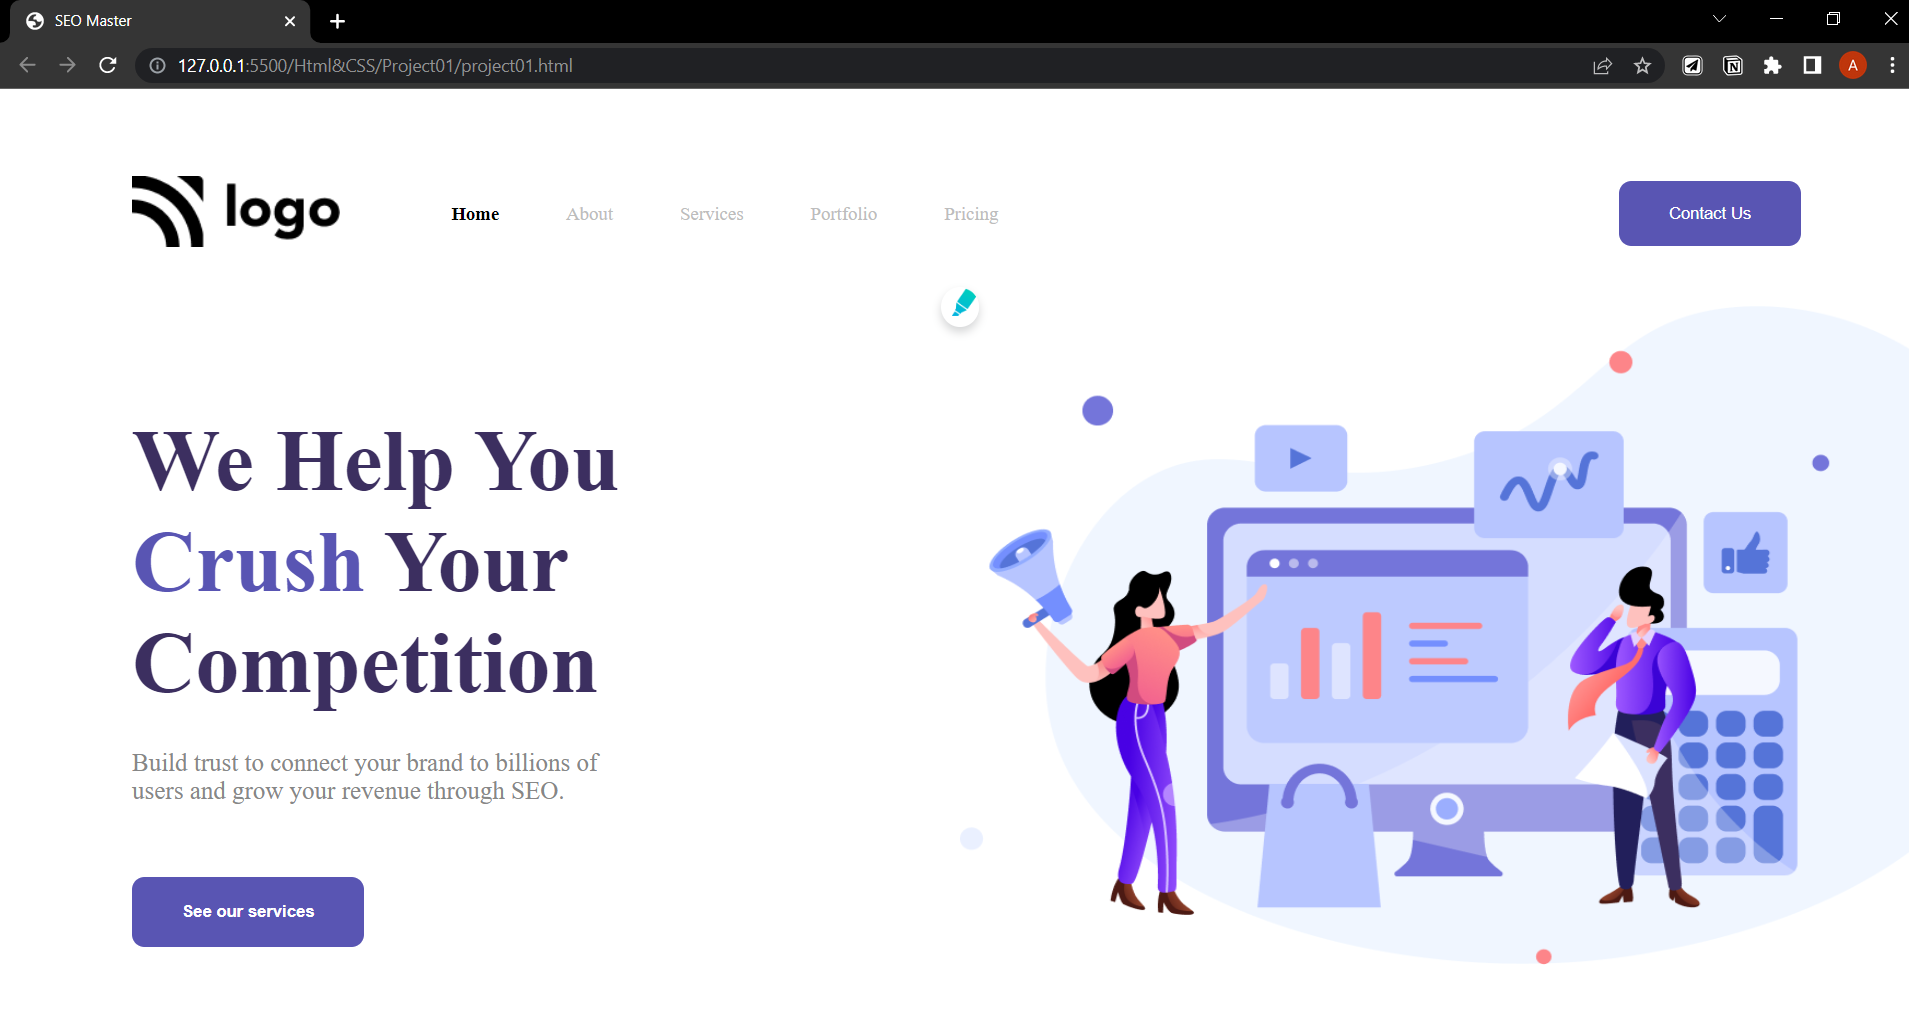 SEO Master
127.0.0.1:5500/Html&CSS/Project01/project01.html
A
logo
Home About Services Portfolio Pricing
Contact Us
We Help You
Crush Your
Competition
Build trust to connect your brand to billions of
users and grow your revenue through SEO.
See our services